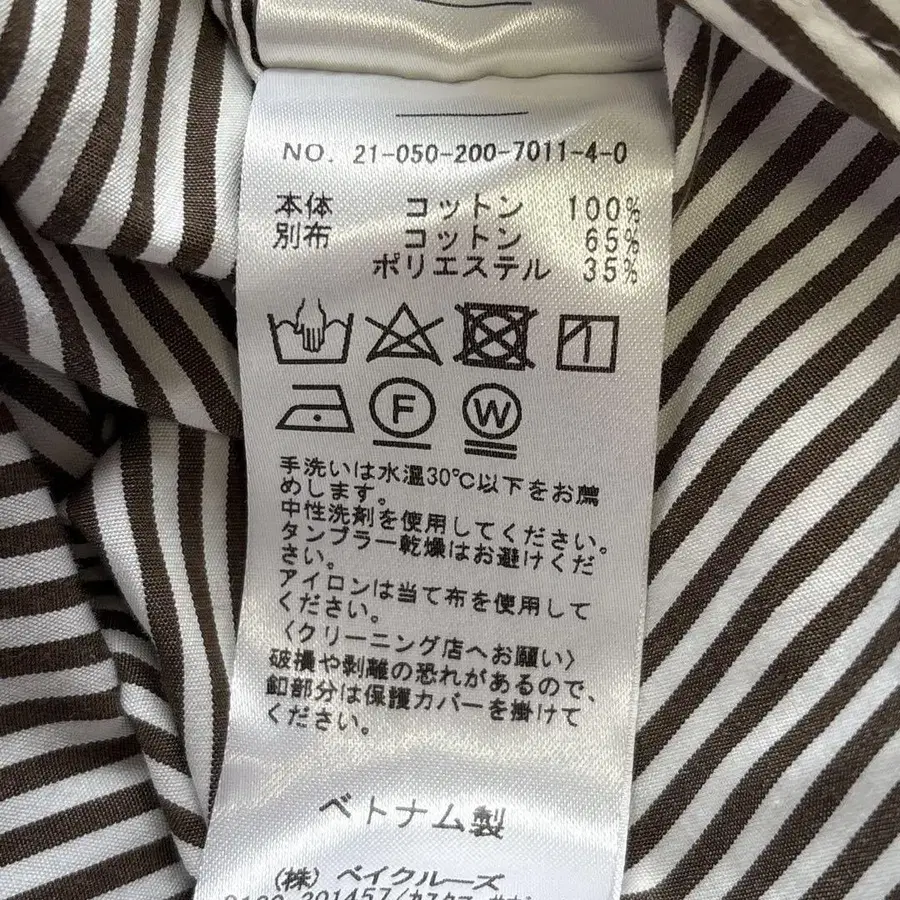 NO. 21-050-200-7011-4-0
本体 コットン 100%
別布 コットン 65%
ポリエステル 35%
F W
手洗いは水温30℃以下をお薦
めします。
中性洗剤を使用してください。
タンブラー乾燥はお避けくだ
さい。
アイロンは当て布を使用して
ください。
〈クリーニング店へお願い〉
破損や剥離の恐れがあるので、
釦部分は保護カバーを掛けて
ください。
ベトナム製
(株) ベイクルーズ
301457/カスタマ